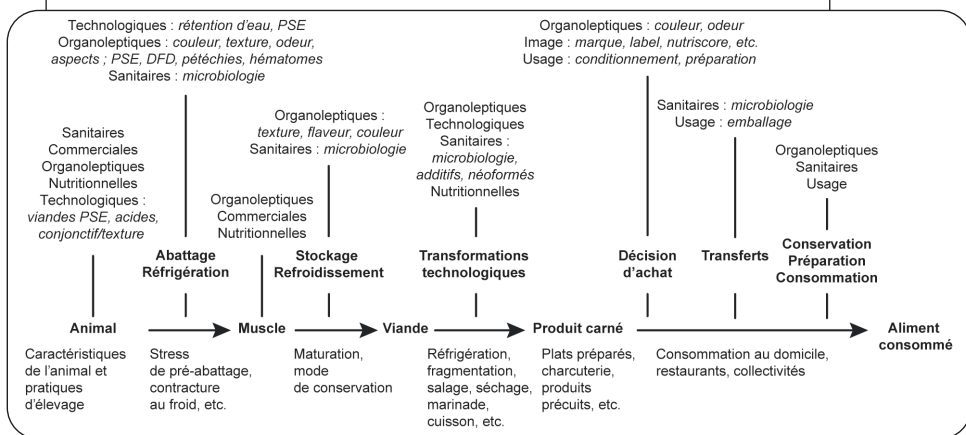 Technologiques : rétention d'eau, PSE
Organoleptiques : couleur, texture, odeur,
aspects ; PSE, DFD, pétéchies, hématomes
Sanitaires : microbiologie
Organoleptiques : couleur, odeur
Image : marque, label, nutriscore, etc.
Usage : conditionnement, préparation
Sanitaires
Commerciales
Organoleptiques
Nutritionnelles
Technologiques :
viandes PSE, acides,
conjonctif/texture
Organoleptiques :
texture, flaveur, couleur
Sanitaires : microbiologie
Organoleptiques
Technologiques
Sanitaires :
microbiologie,
additifs, néoformés
Nutritionnelles
Sanitaires : microbiologie
Usage : emballage
Organoleptiques
Sanitaires
Usage
Organoleptiques
Commerciales
Nutritionnelles
Abattage
Réfrigération
Stockage
Refroidissement
Transformations
technologiques
Décision
d'achat
Transferts
Conservation
Préparation
Consommation
Animal
Muscle
Viande
Produit carné
Aliment
consommé
Caractéristiques
de l'animal et
pratiques
d'élevage
Stress
de pré-abattage,
contracture
au froid, etc.
Maturation,
mode
de conservation
Réfrigération,
fragmentation,
salage, séchage,
marinade,
cuisson, etc.
Plats préparés,
charcuterie,
produits
précuits, etc.
Consommation au domicile,
restaurants, collectivités